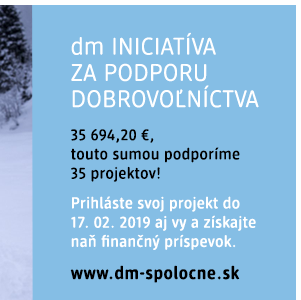 dm INICIATÍVA
ZA PODPORU
DOBROVOĽNÍCTVA
35 694,20 €,
touto sumou podporíme
35 projektov!
Prihláste svoj projekt do
17. 02. 2019 aj vy a získajte
naň finančný príspevok.
www.dm-spolocne.sk